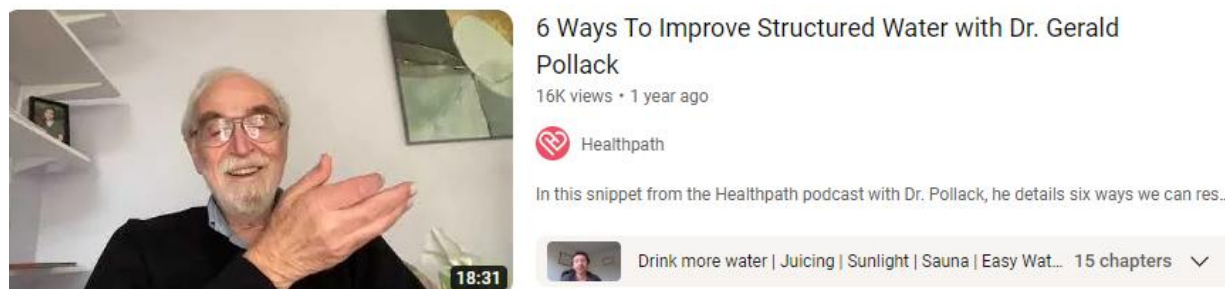 6 Ways To Improve Structured Water with Dr. Gerald
Pollack
16K views • 1 year ago
Healthpath
In this snippet from the Healthpath podcast with Dr. Pollack, he details six ways we can res...
18:31
Drink more water | Juicing | Sunlight | Sauna | Easy Wat... 15 chapters